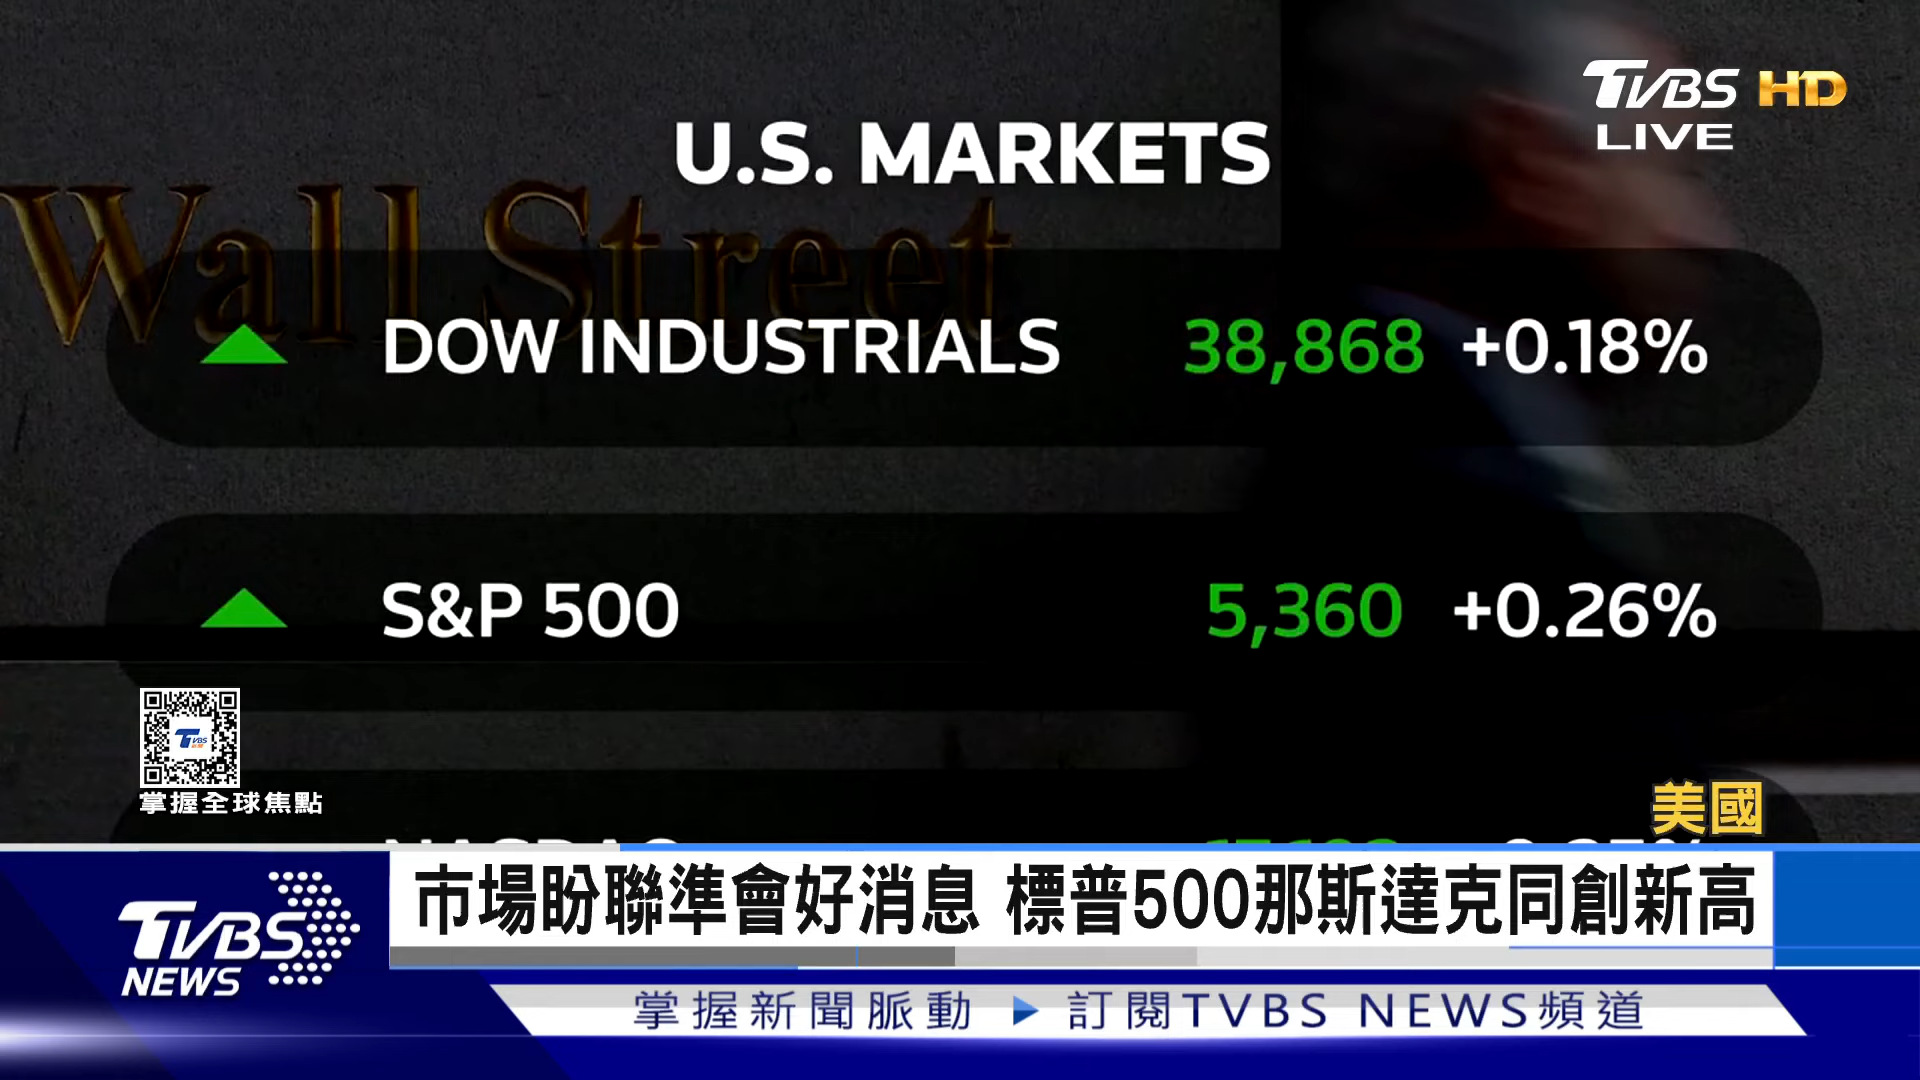 TVBS HD
LIVE
U.S. MARKETS
Wall Street
DOW INDUSTRIALS 38,868 +0.18%
S&P 500 5,360 +0.26%
掌握全球焦點
美國
市場盼聯準會好消息 標普500那斯達克同創新高
TVBS
NEWS
掌握新聞脈動 ▶ 訂閱TVBS NEWS頻道